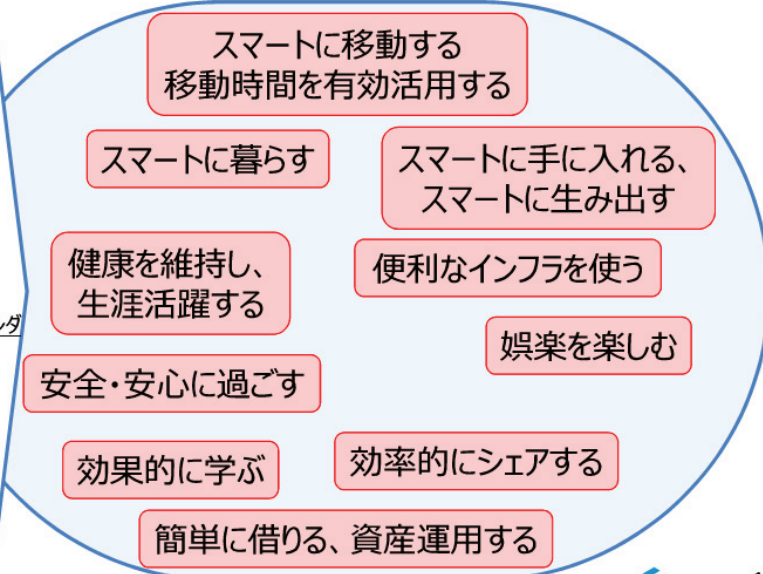 スマートに移動する
移動時間を有効活用する
スマートに暮らす
スマートに手に入れる、
スマートに生み出す
健康を維持し、
生涯活躍する
便利なインフラを使う
ンダ
娯楽を楽しむ
安全・安心に過ごす
効果的に学ぶ
効率的にシェアする
簡単に借りる、資産運用する